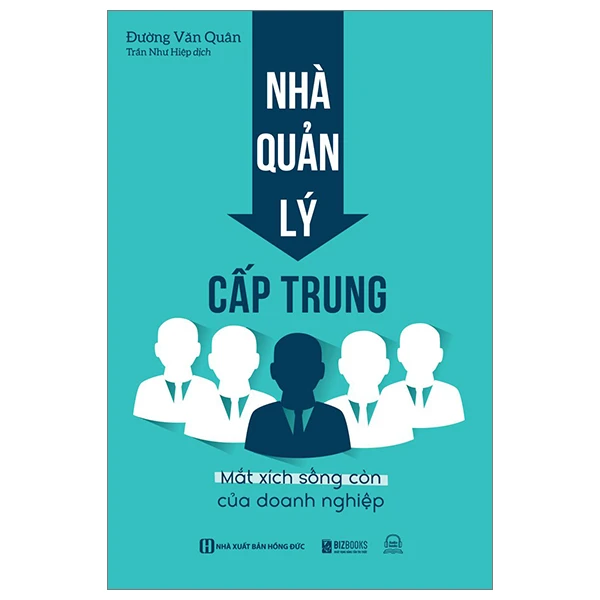 Đường Văn Quân
Trần Như Hiệp dịch
NHÀ
QUẢN
LÝ
CẤP TRUNG
Mắt xích sống còn
của doanh nghiệp
NHÀ XUẤT BẢN HỒNG ĐỨC
BIZBOOKS